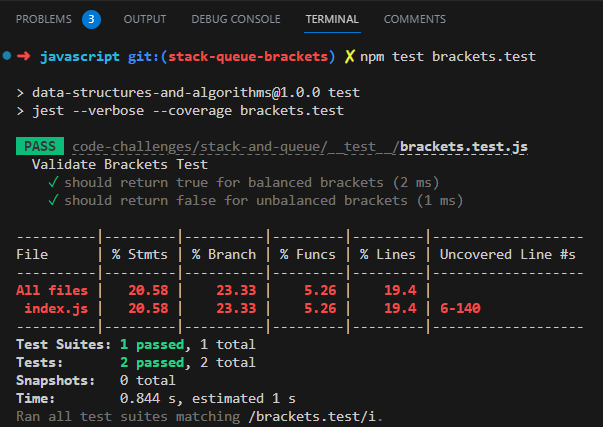 PROBLEMS 3 OUTPUT DEBUG CONSOLE TERMINAL COMMENTS
➜ javascript git:(stack-queue-brackets) ✗ npm test brackets.test
> data-structures-and-algorithms@1.0.0 test
> jest --verbose --coverage brackets.test
PASS code-challenges/stack-and-queue/__test__/brackets.test.js
Validate Brackets Test
✓ should return true for balanced brackets (2 ms)
✓ should return false for unbalanced brackets (1 ms)
----------|---------|----------|---------|---------|-------------------
File | % Stmts | % Branch | % Funcs | % Lines | Uncovered Line #s
----------|---------|----------|---------|---------|-------------------
All files | 20.58 | 23.33 | 5.26 | 19.4 |
index.js | 20.58 | 23.33 | 5.26 | 19.4 | 6-140
----------|---------|----------|---------|---------|-------------------
Test Suites: 1 passed, 1 total
Tests: 2 passed, 2 total
Snapshots: 0 total
Time: 0.844 s, estimated 1 s
Ran all test suites matching /brackets.test/i.